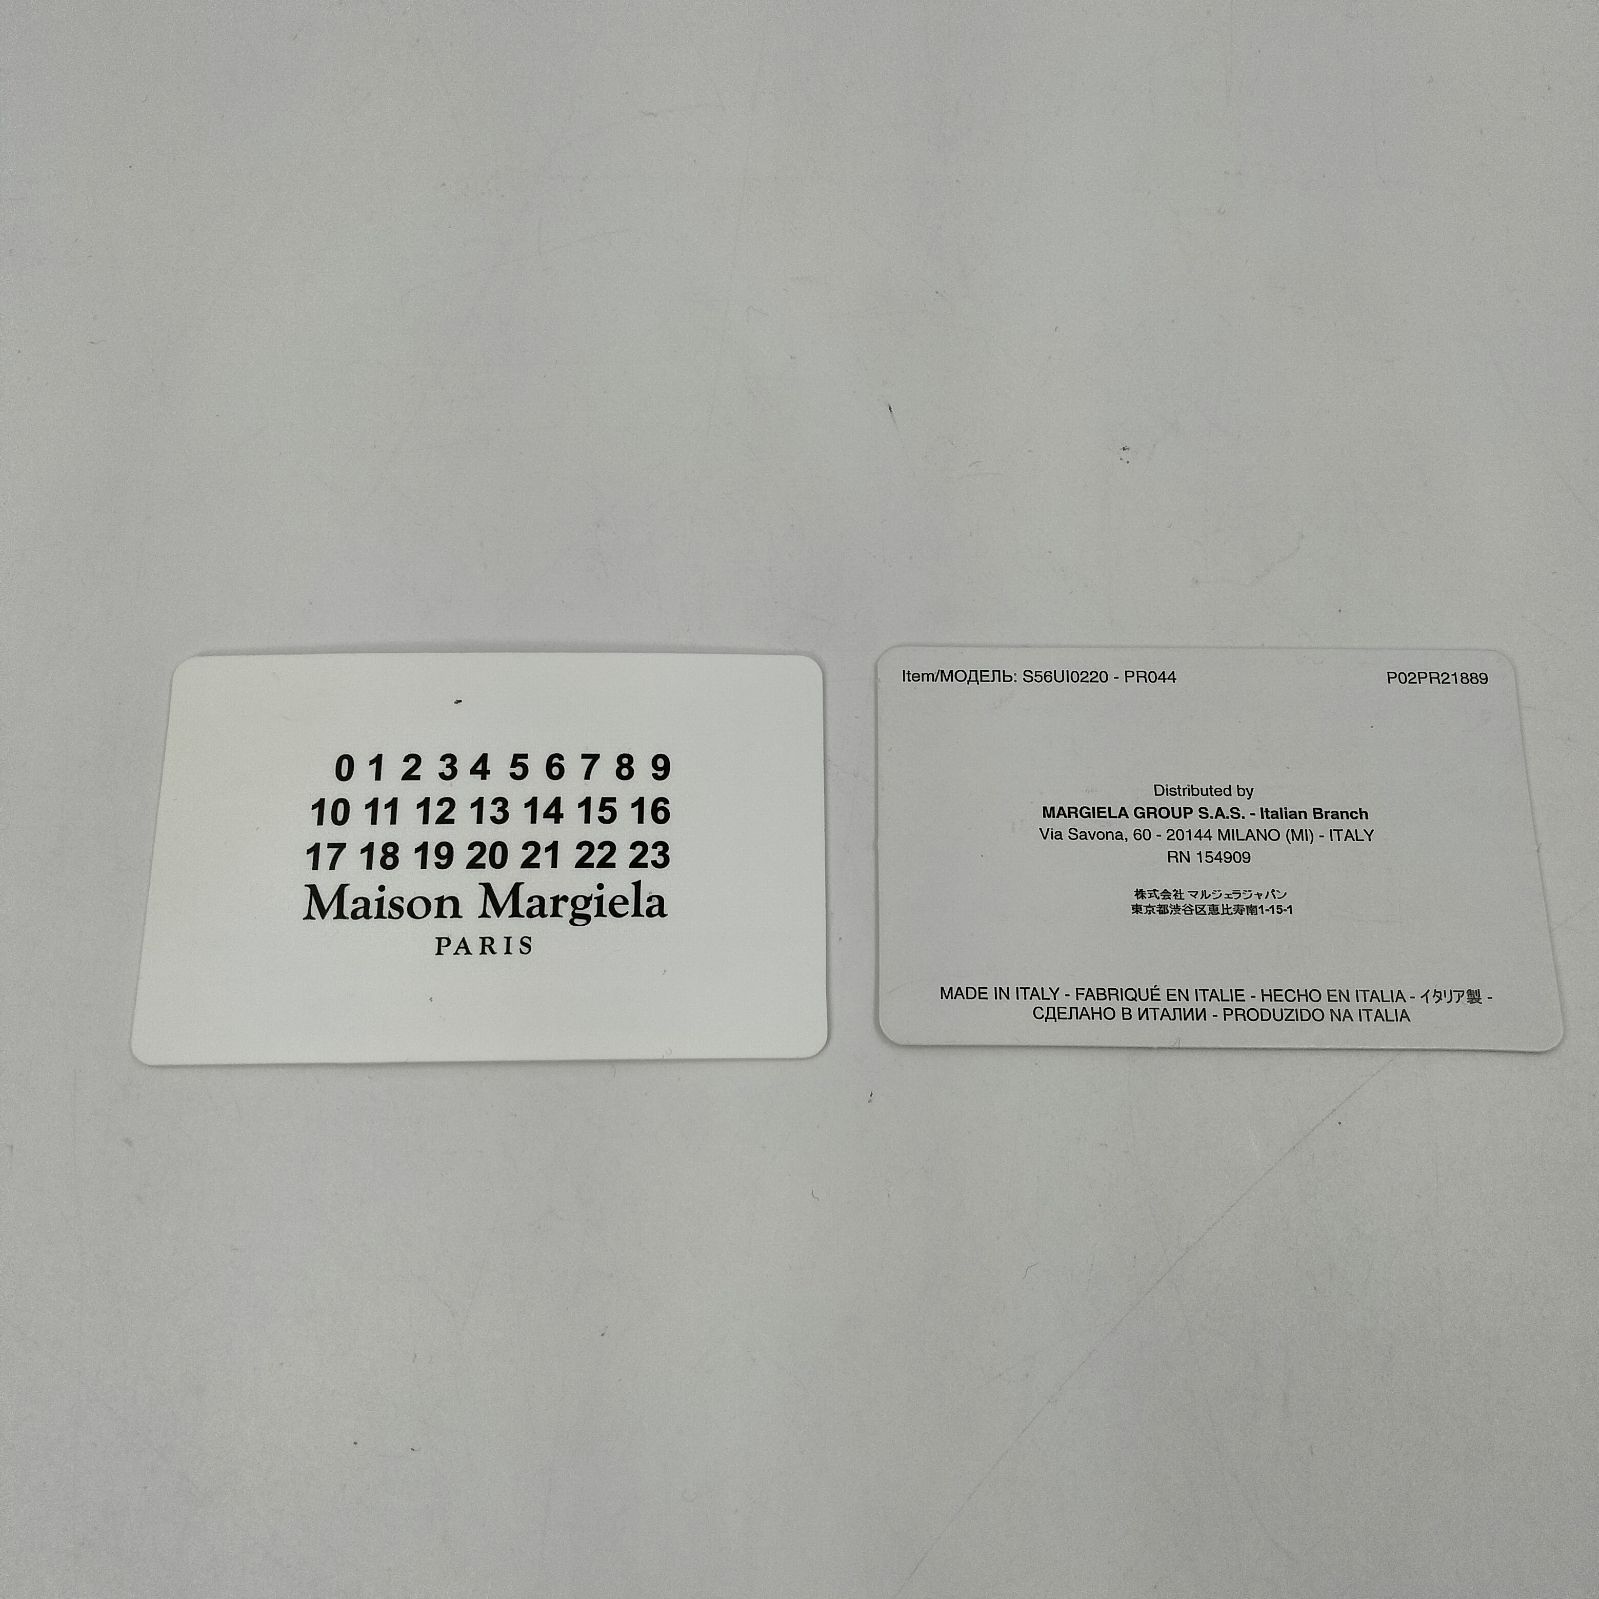 0 1 2 3 4 5 6 7 8 9
10 11 12 13 14 15 16
17 18 19 20 21 22 23
Maison Margiela
PARIS
Item/МОДЕЛЬ: S56UI0220 - PR044
P02PR21889
Distributed by
MARGIELA GROUP S.A.S. - Italian Branch
Via Savona, 60 - 20144 MILANO (MI) - ITALY
RN 154909
株式会社 マルジェラジャパン
東京都渋谷区恵比寿南1-15-1
MADE IN ITALY - FABRIQUÉ EN ITALIE - HECHO EN ITALIA - イタリア製 -
СДЕЛАНО В ИТАЛИИ - PRODUZIDO NA ITALIA